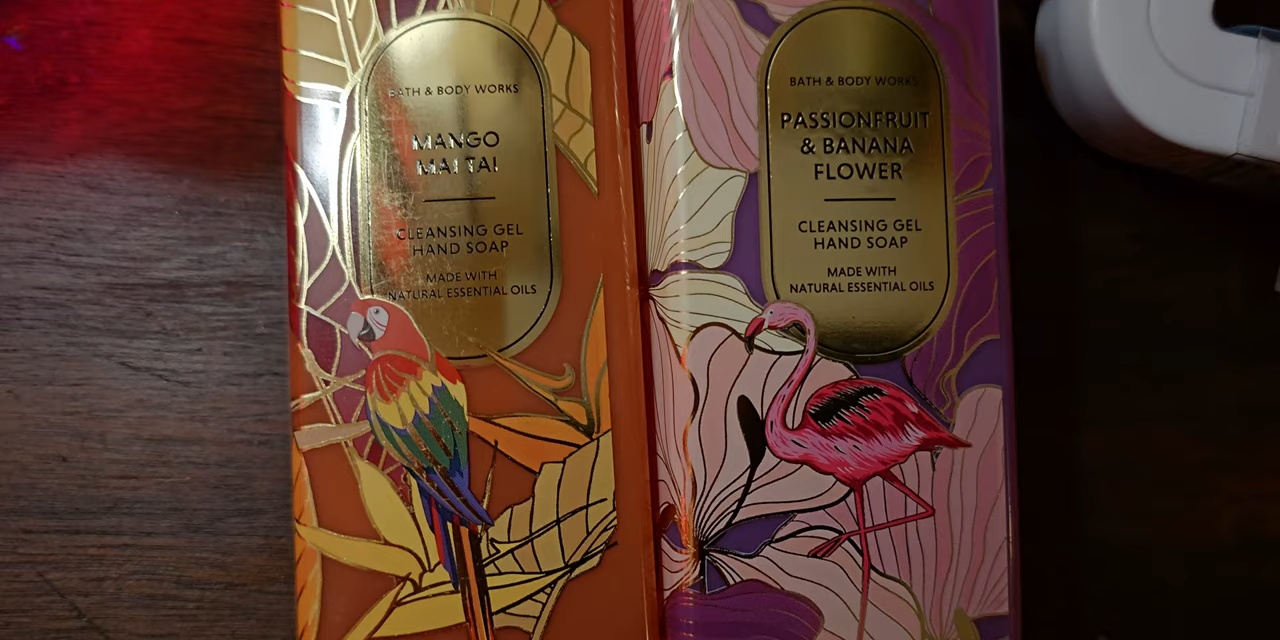 BATH & BODY WORKS
MANGO
MAI TAI
CLEANSING GEL
HAND SOAP
MADE WITH
NATURAL ESSENTIAL OILS
BATH & BODY WORKS
PASSIONFRUIT
& BANANA
FLOWER
CLEANSING GEL
HAND SOAP
MADE WITH
NATURAL ESSENTIAL OILS